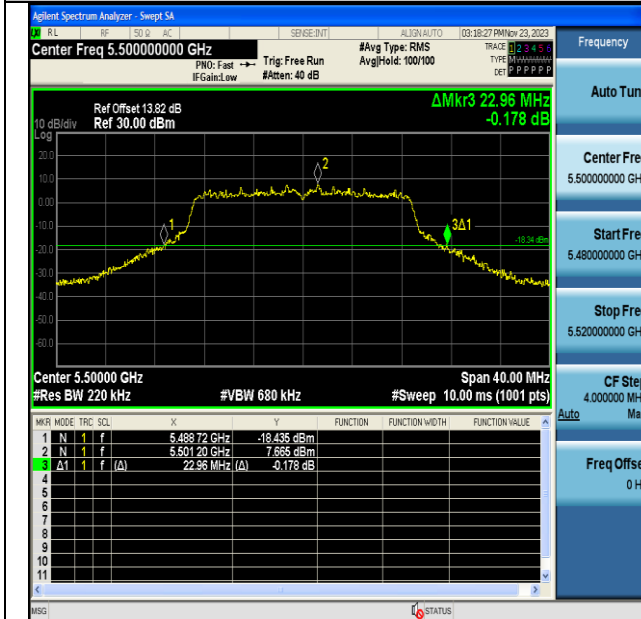 Agilent Spectrum Analyzer - Swept SA
RL RF 50 Ω AC SENSE:INT ALIGN AUTO 03:18:27 PM Nov 23, 2023
Center Freq 5.500000000 GHz
#Avg Type: RMS
TRACE 1 2 3 4 5 6
PNO: Fast
Trig: Free Run
Avg|Hold: 100/100
TYPE M
IFGain:Low
#Atten: 40 dB
DET P P P P P P
Ref Offset 13.82 dB
ΔMkr3 22.96 MHz
10 dB/div Ref 30.00 dBm
-0.178 dB
Log
20.0
10.0
0.00
-10.0
-20.0
-30.0
-40.0
-50.0
-60.0
1
2
3Δ1
-18.34 dBm
Center 5.50000 GHz
Span 40.00 MHz
#Res BW 220 kHz
#VBW 680 kHz
#Sweep 10.00 ms (1001 pts)
MKR MODE TRC SCL X Y FUNCTION FUNCTION WIDTH FUNCTION VALUE
1 N 1 f 5.488 72 GHz -18.435 dBm
2 N 1 f 5.501 20 GHz 7.665 dBm
3 Δ1 1 f (Δ) 22.96 MHz (Δ) -0.178 dB
4
5
6
7
8
9
10
11
MSG
STATUS
Frequency
Auto Tun
Center Fre
5.500000000 GH
Start Fre
5.480000000 GH
Stop Fre
5.520000000 GH
CF Ste
4.000000 MH
Auto Ma
Freq Offse
0 H